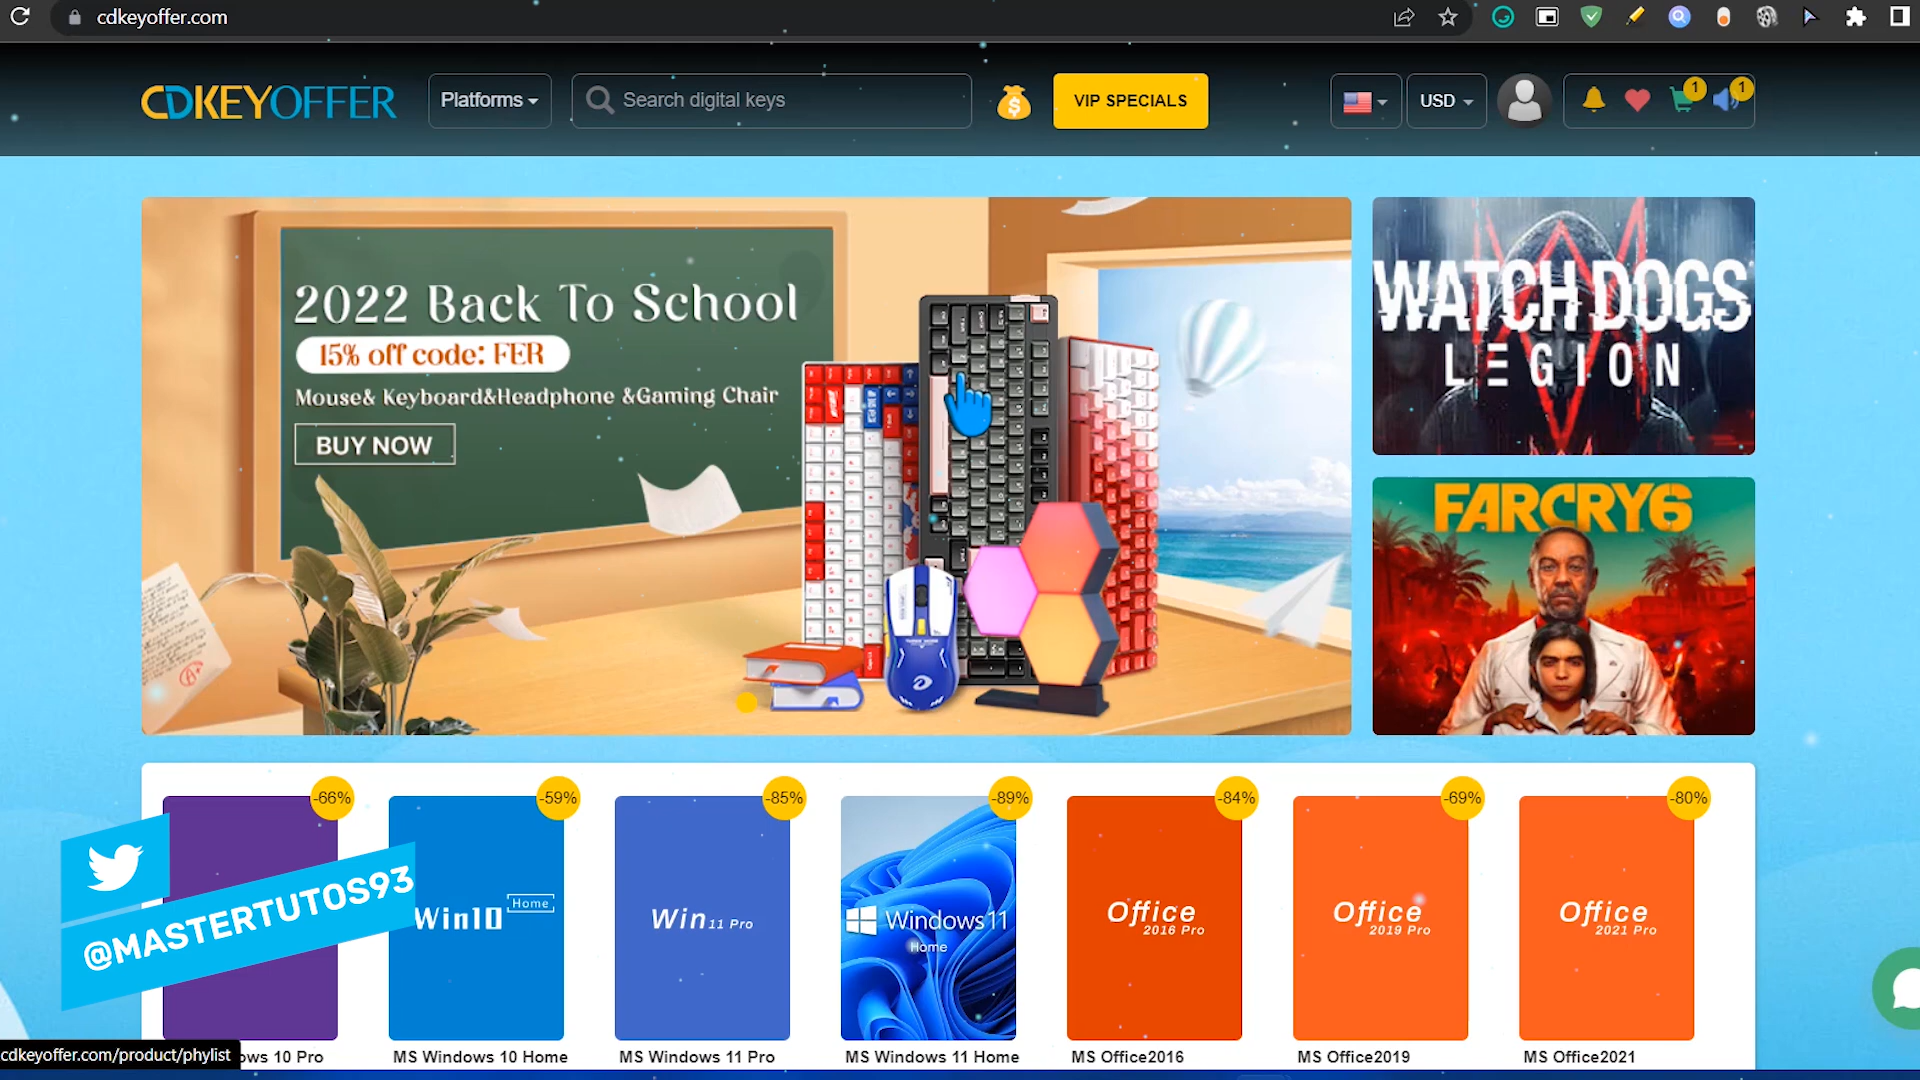 cdkeyoffer.com
CDKEYOFFER
Platforms
Search digital keys
VIP SPECIALS
USD
1
1
2022 Back To School
15% off code: FER
Mouse& Keyboard&Headphone &Gaming Chair
BUY NOW
WATCH DOGS
LEGION
FARCRY6
-66%
-59%
-85%
-89%
-84%
-69%
-80%
@MASTERTUTOS93
Win10 Home
Win 11 Pro
Windows 11
Home
Office
2016 Pro
Office
2019 Pro
Office
2021 Pro
cdkeyoffer.com/product/phylist
ows 10 Pro
MS Windows 10 Home
MS Windows 11 Pro
MS Windows 11 Home
MS Office2016
MS Office2019
MS Office2021